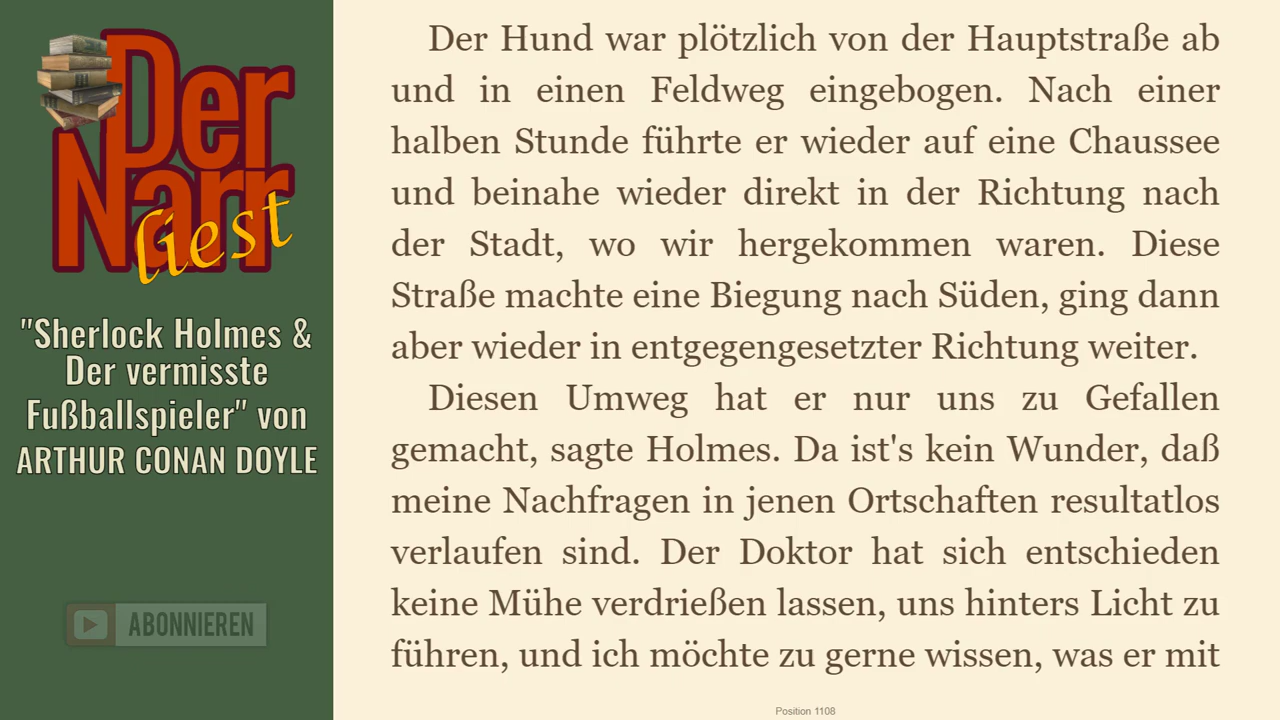 Der
Narr
liest
"Sherlock Holmes &
Der vermisste
Fußballspieler" von
ARTHUR CONAN DOYLE
ABONNIEREN
Der Hund war plötzlich von der Hauptstraße ab
und in einen Feldweg eingebogen. Nach einer
halben Stunde führte er wieder auf eine Chaussee
und beinahe wieder direkt in der Richtung nach
der Stadt, wo wir hergekommen waren. Diese
Straße machte eine Biegung nach Süden, ging dann
aber wieder in entgegengesetzter Richtung weiter.
Diesen Umweg hat er nur uns zu Gefallen
gemacht, sagte Holmes. Da ist's kein Wunder, daß
meine Nachfragen in jenen Ortschaften resultatlos
verlaufen sind. Der Doktor hat sich entschieden
keine Mühe verdrießen lassen, uns hinters Licht zu
führen, und ich möchte zu gerne wissen, was er mit
Position 1108